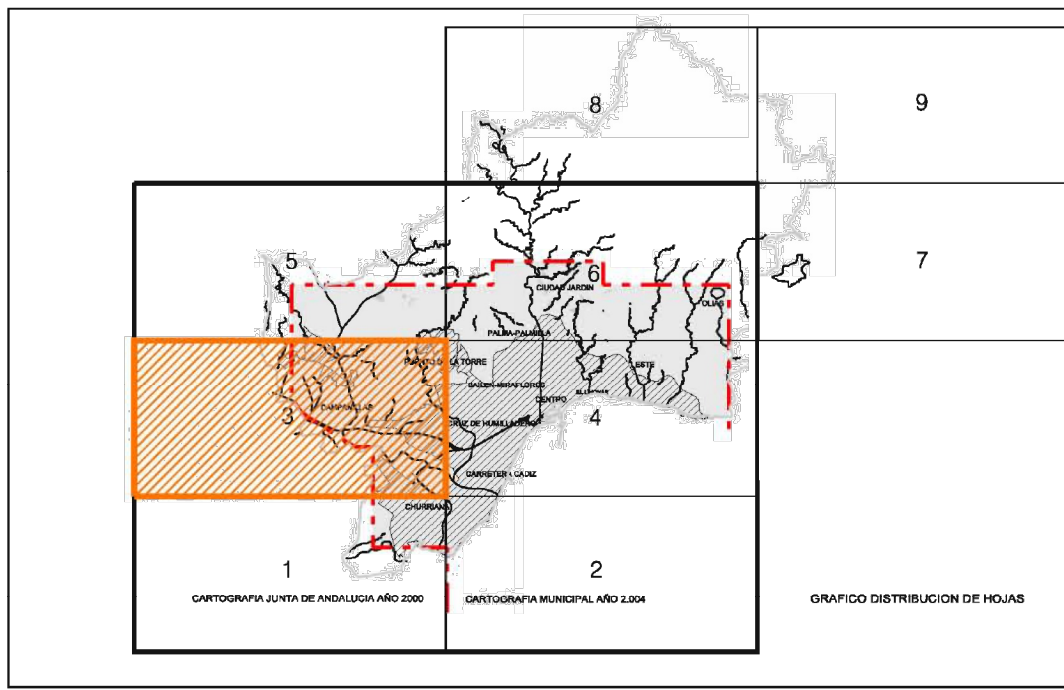 8
9
5
6
7
CIUDAD JARDIN
OLIAS
PALMA-PALMILLA
PUERTO DE LA TORRE
ESTE
BAILEN-MIRAFLORES
CENTRO
CAMPANILLAS
3
4
CRUZ DE HUMILLADERO
CARRETERA CADIZ
CHURRIANA
1
2
CARTOGRAFIA JUNTA DE ANDALUCIA AÑO 2000
CARTOGRAFIA MUNICIPAL AÑO 2.004
GRAFICO DISTRIBUCION DE HOJAS